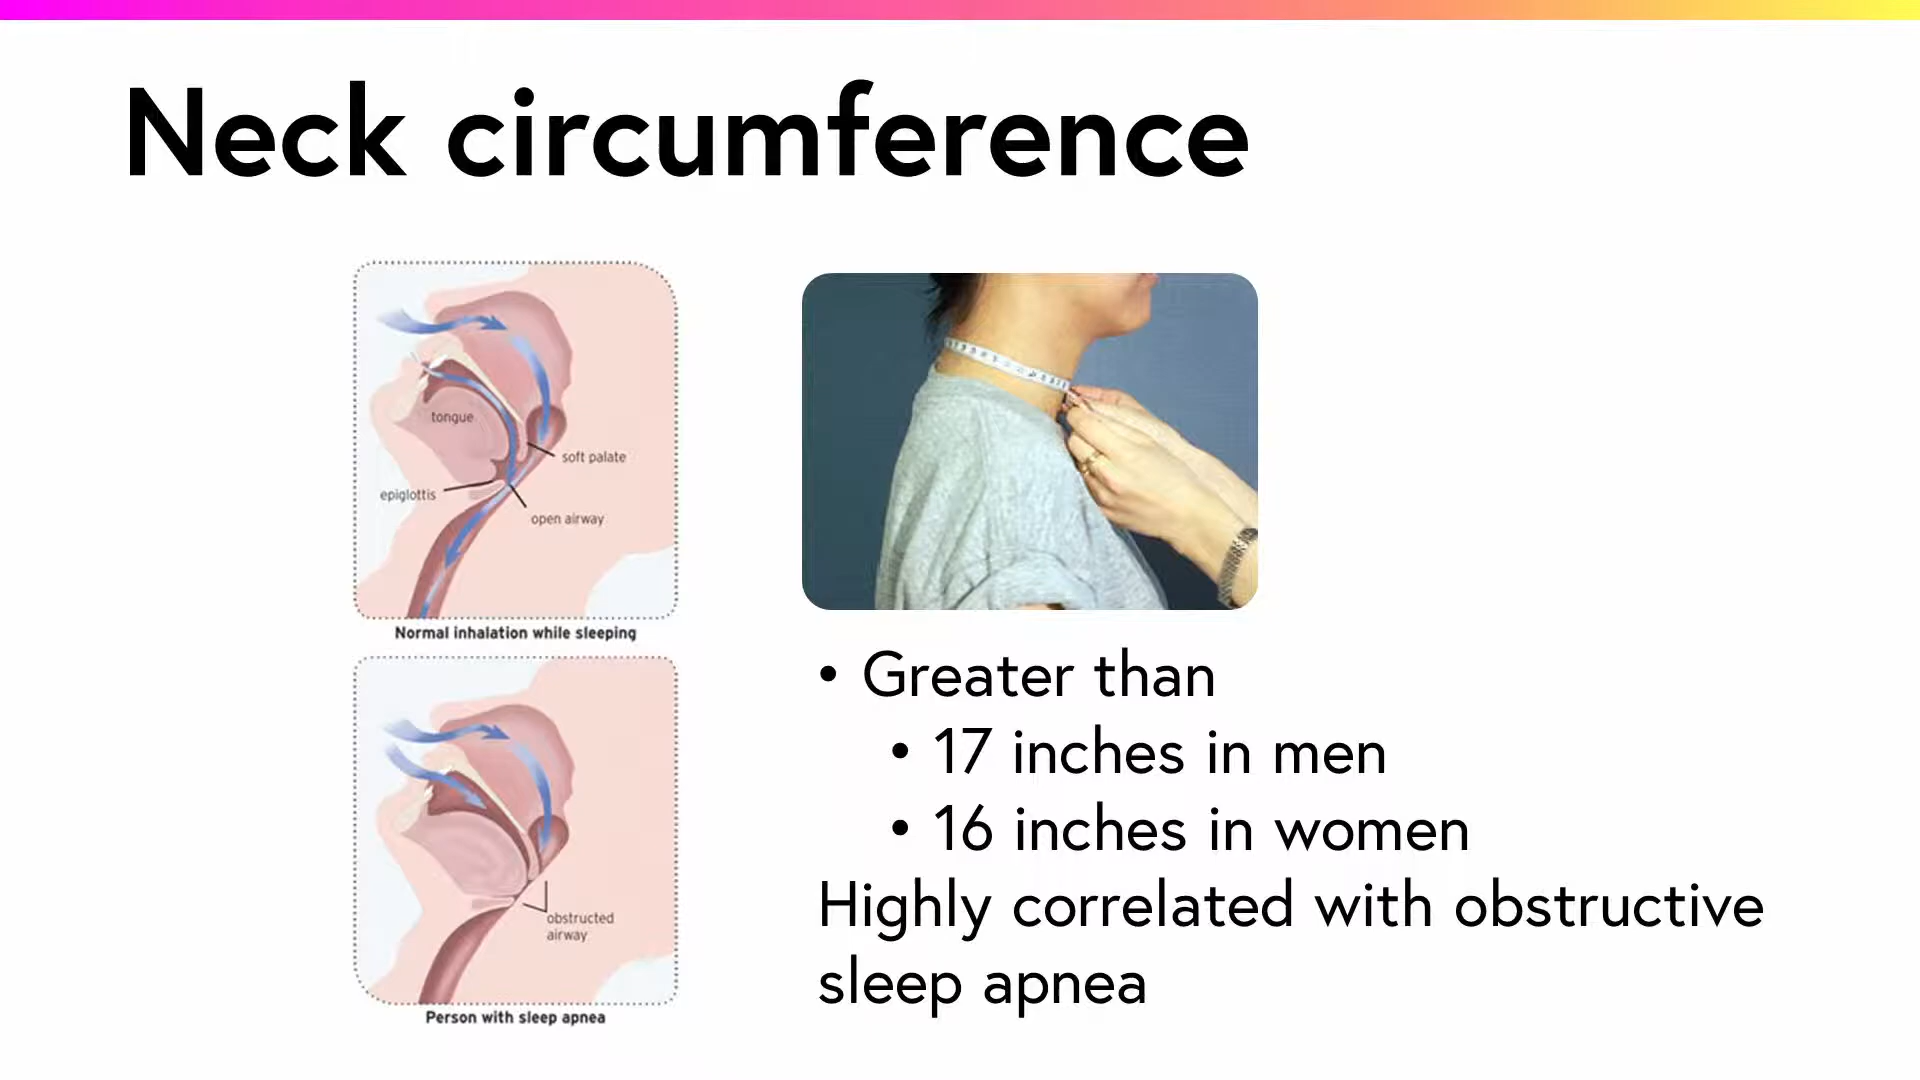 Neck circumference
tongue
soft palate
epiglottis
open airway
Normal inhalation while sleeping
obstructed
airway
Person with sleep apnea
• Greater than
• 17 inches in men
• 16 inches in women
Highly correlated with obstructive
sleep apnea